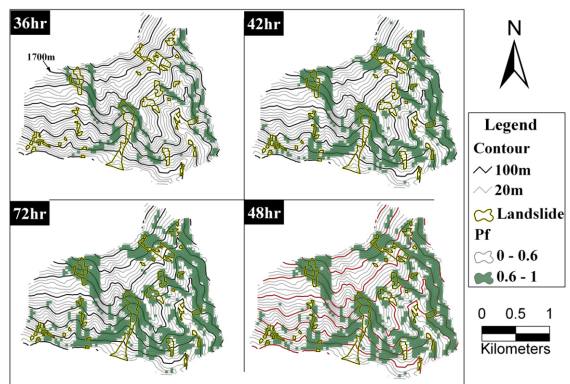 36hr
1700m
42hr
72hr
48hr
N
Legend
Contour
100m
20m
Landslide
Pf
0 - 0.6
0.6 - 1
0 0.5 1
Kilometers